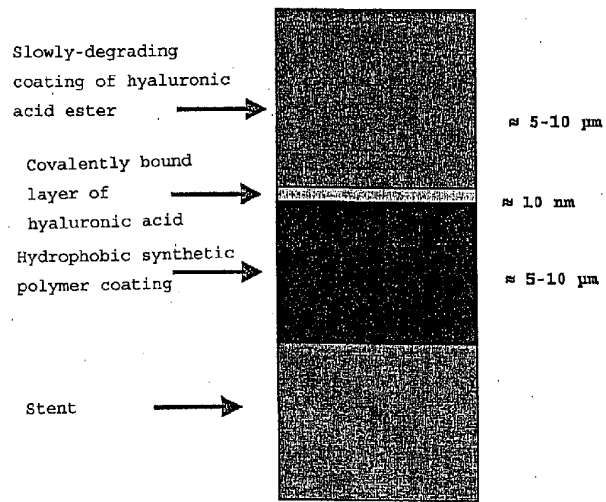 Slowly-degrading
coating of hyaluronic
acid ester
≈ 5-10 µm
Covalently bound
layer of
hyaluronic acid
≈ 10 nm
Hydrophobic synthetic
polymer coating
≈ 5-10 µm
Stent